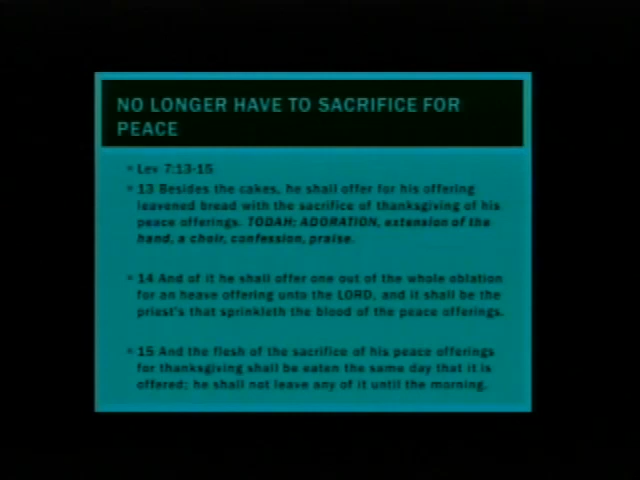 NO LONGER HAVE TO SACRIFICE FOR
PEACE
Lev 7:13-15
13 Besides the cakes, he shall offer for his offering
leavened bread with the sacrifice of thanksgiving of his
peace offerings. TODAH; ADORATION, extension of the
hand, a choir, confession, praise.
14 And of it he shall offer one out of the whole oblation
for an heave offering unto the LORD, and it shall be the
priest's that sprinkleth the blood of the peace offerings.
15 And the flesh of the sacrifice of his peace offerings
for thanksgiving shall be eaten the same day that it is
offered; he shall not leave any of it until the morning.